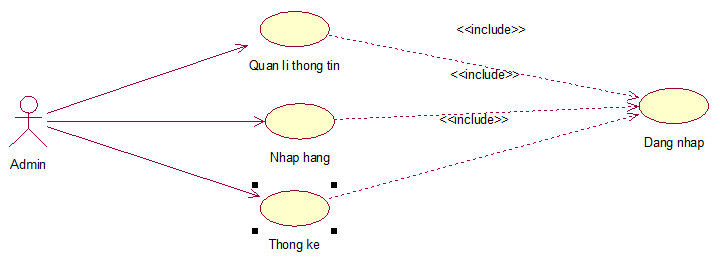 <<include>>
Quan li thong tin
<<include>>
<<include>>
Dang nhap
Admin
Nhap hang
Thong ke